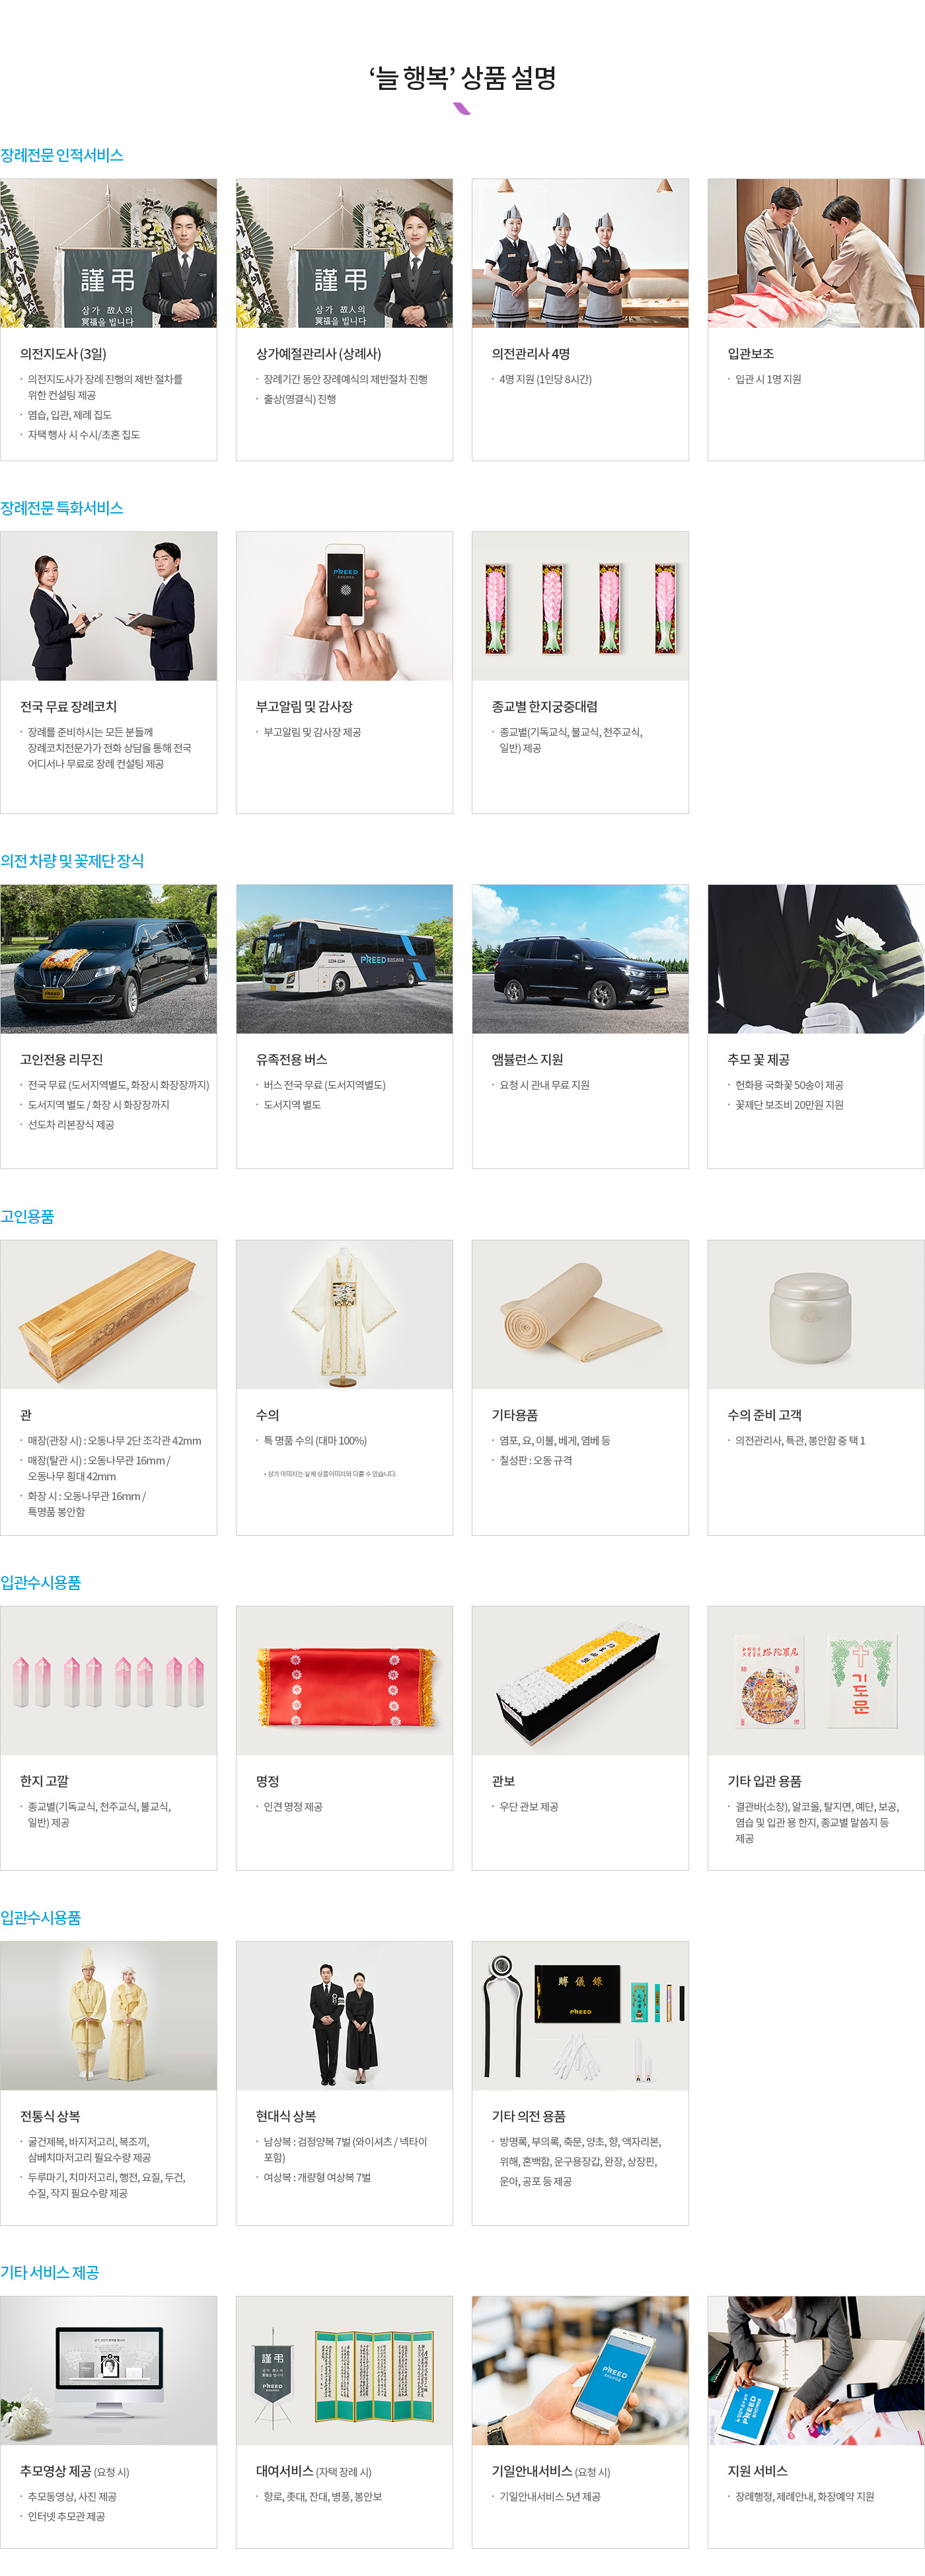 ‘늘 행복’ 상품 설명
장례전문 인적서비스
謹弔
삼가 故人의
冥福을 빕니다
謹弔
삼가 故人의
冥福을 빕니다
의전지도사 (3일)
· 의전지도사가 장례 진행의 제반 절차를
위한 컨설팅 제공
· 염습, 입관, 제례 집도
· 자택 행사 시 수시/초혼 집도
상가예절관리사 (상례사)
· 장례기간 동안 장례예식의 제반절차 진행
· 출상(영결식) 진행
의전관리사 4명
· 4명 지원 (1인당 8시간)
입관보조
· 입관 시 1명 지원
장례전문 특화서비스
PREED
전국 무료 장례코치
· 장례를 준비하시는 모든 분들께
장례코치전문가가 전화 상담을 통해 전국
어디서나 무료로 장례 컨설팅 제공
부고알림 및 감사장
· 부고알림 및 감사장 제공
종교별 한지궁중대렴
· 종교별(기독교식, 불교식, 천주교식,
일반) 제공
의전 차량 및 꽃제단 장식
PREED
PREED
고인전용 리무진
· 전국 무료 (도서지역별도, 화장시 화장장까지)
· 도서지역 별도 / 화장 시 화장장까지
· 선도차 리본장식 제공
유족전용 버스
· 버스 전국 무료 (도서지역별도)
· 도서지역 별도
앰뷸런스 지원
· 요청 시 관내 무료 지원
추모 꽃 제공
· 헌화용 국화꽃 50송이 제공
· 꽃제단 보조비 20만원 지원
고인용품
관
· 매장(관장 시) : 오동나무 2단 조각관 42mm
· 매장(탈관 시) : 오동나무관 16mm /
오동나무 횡대 42mm
· 화장 시 : 오동나무관 16mm /
특명품 봉안함
수의
· 특 명품 수의 (대마 100%)
• 상기 이미지는 실제 상품이미지와 다를 수 있습니다.
기타용품
· 염포, 요, 이불, 베게, 염베 등
· 칠성판 : 오동 규격
수의 준비 고객
· 의전관리사, 특관, 봉안함 중 택 1
입관수시용품
기도문
한지 고깔
· 종교별(기독교식, 천주교식, 불교식,
일반) 제공
명정
· 인견 명정 제공
관보
· 우단 관보 제공
기타 입관 용품
· 결관바(소창), 알코올, 탈지면, 예단, 보공,
염습 및 입관 용 한지, 종교별 말씀지 등
제공
입관수시용품
賻儀錄
PREED
전통식 상복
· 굴건제복, 바지저고리, 복조끼,
삼베치마저고리 필요수량 제공
· 두루마기, 치마저고리, 행전, 요질, 두건,
수질, 작지 필요수량 제공
현대식 상복
· 남상복 : 검정양복 7벌 (와이셔츠 / 넥타이
포함)
· 여상복 : 개량형 여상복 7벌
기타 의전 용품
· 방명록, 부의록, 축문, 양초, 향, 액자리본,
위해, 혼백함, 운구용장갑, 완장, 상장핀,
운아, 공포 등 제공
기타 서비스 제공
謹弔
삼가 故人의
冥福을 빕니다
PREED
PREED
PREED
추모영상 제공 (요청 시)
· 추모동영상, 사진 제공
· 인터넷 추모관 제공
대여서비스 (자택 장례 시)
· 향로, 촛대, 잔대, 병풍, 봉안보
기일안내서비스 (요청 시)
· 기일안내서비스 5년 제공
지원 서비스
· 장례행정, 제례안내, 화장예약 지원